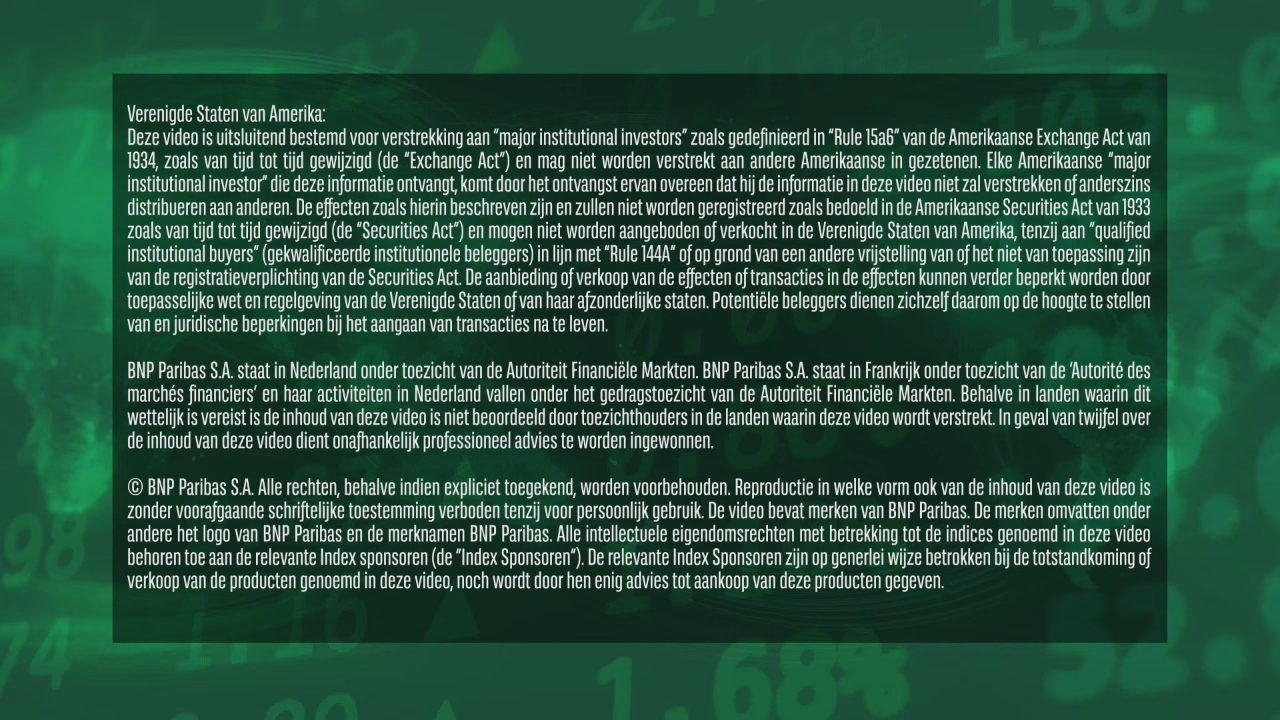 Verenigde Staten van Amerika:
Deze video is uitsluitend bestemd voor verstrekking aan “major institutional investors” zoals gedefinieerd in “Rule 15a6” van de Amerikaanse Exchange Act van
1934, zoals van tijd tot tijd gewijzigd (de “Exchange Act”) en mag niet worden verstrekt aan andere Amerikaanse in gezetenen. Elke Amerikaanse “major
institutional investor” die deze informatie ontvangt, komt door het ontvangst ervan overeen dat hij de informatie in deze video niet zal verstrekken of anderszins
distribueren aan anderen. De effecten zoals hierin beschreven zijn en zullen niet worden geregistreerd zoals bedoeld in de Amerikaanse Securities Act van 1933
zoals van tijd tot tijd gewijzigd (de “Securities Act”) en mogen niet worden aangeboden of verkocht in de Verenigde Staten van Amerika, tenzij aan “qualified
institutional buyers” (gekwalificeerde institutionele beleggers) in lijn met “Rule 144A” of op grond van een andere vrijstelling van of het niet van toepassing zijn
van de registratieverplichting van de Securities Act. De aanbieding of verkoop van de effecten of transacties in de effecten kunnen verder beperkt worden door
toepasselijke wet en regelgeving van de Verenigde Staten of van haar afzonderlijke staten. Potentiële beleggers dienen zichzelf daarom op de hoogte te stellen
van en juridische beperkingen bij het aangaan van transacties na te leven.
BNP Paribas S.A. staat in Nederland onder toezicht van de Autoriteit Financiële Markten. BNP Paribas S.A. staat in Frankrijk onder toezicht van de ‘Autorité des
marchés financiers’ en haar activiteiten in Nederland vallen onder het gedragstoezicht van de Autoriteit Financiële Markten. Behalve in landen waarin dit
wettelijk is vereist is de inhoud van deze video is niet beoordeeld door toezichthouders in de landen waarin deze video wordt verstrekt. In geval van twijfel over
de inhoud van deze video dient onafhankelijk professioneel advies te worden ingewonnen.
© BNP Paribas S.A. Alle rechten, behalve indien expliciet toegekend, worden voorbehouden. Reproductie in welke vorm ook van de inhoud van deze video is
zonder voorafgaande schriftelijke toestemming verboden tenzij voor persoonlijk gebruik. De video bevat merken van BNP Paribas. De merken omvatten onder
andere het logo van BNP Paribas en de merknamen BNP Paribas. Alle intellectuele eigendomsrechten met betrekking tot de indices genoemd in deze video
behoren toe aan de relevante Index sponsoren (de “Index Sponsoren”). De relevante Index Sponsoren zijn op generlei wijze betrokken bij de totstandkoming of
verkoop van de producten genoemd in deze video, noch wordt door hen enig advies tot aankoop van deze producten gegeven.
1.16
1.68%